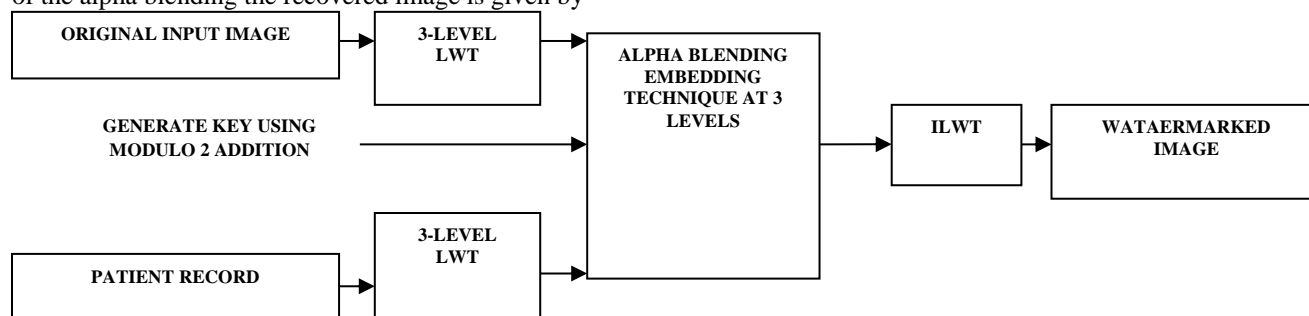 of the alpha blending the recovered image is given by
ORIGINAL INPUT IMAGE
3-LEVEL
LWT
ALPHA BLENDING
EMBEDDING
TECHNIQUE AT 3
LEVELS
GENERATE KEY USING
MODULO 2 ADDITION
ILWT
WATAERMARKED
IMAGE
3-LEVEL
LWT
PATIENT RECORD